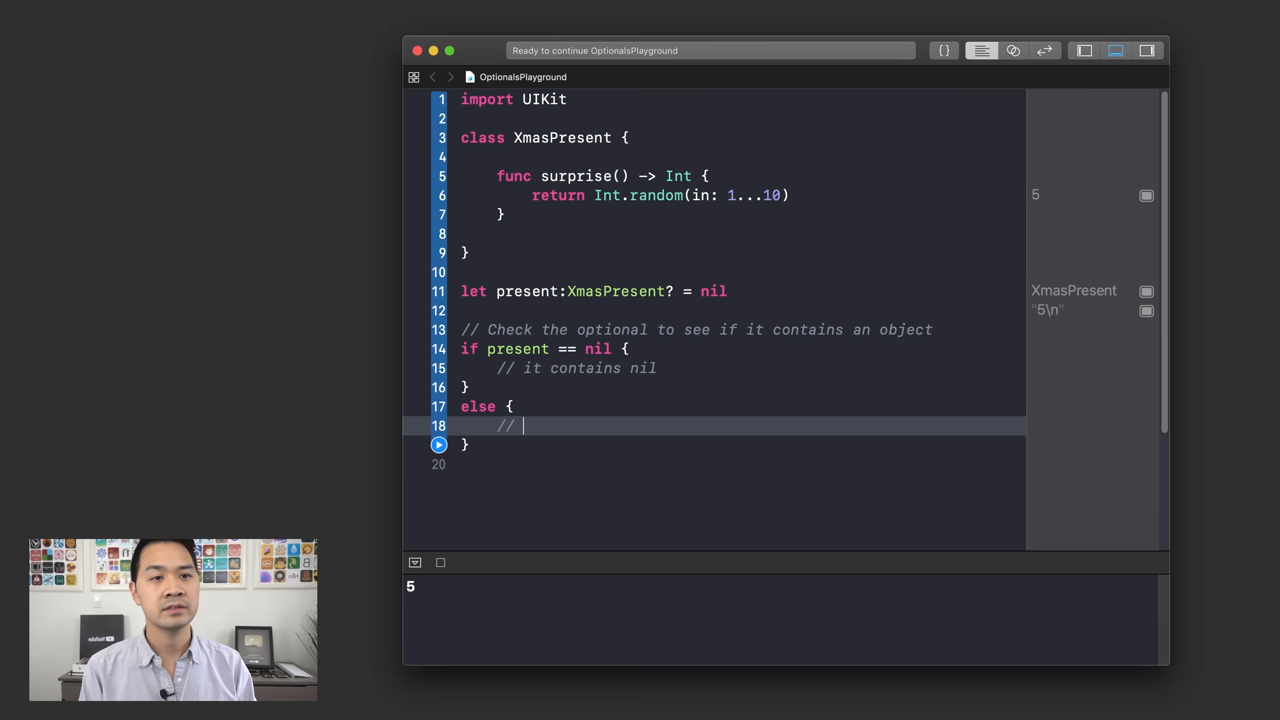 Ready to continue OptionalsPlayground
OptionalsPlayground
1 import UIKit
2
3 class XmasPresent {
4
5 func surprise() -> Int {
6 return Int.random(in: 1...10) 5
7 }
8
9 }
10
11 let present:XmasPresent? = nil XmasPresent
12 "5\n"
13 // Check the optional to see if it contains an object
14 if present == nil {
15 // it contains nil
16 }
17 else {
18 //
}
20
5
YouTube